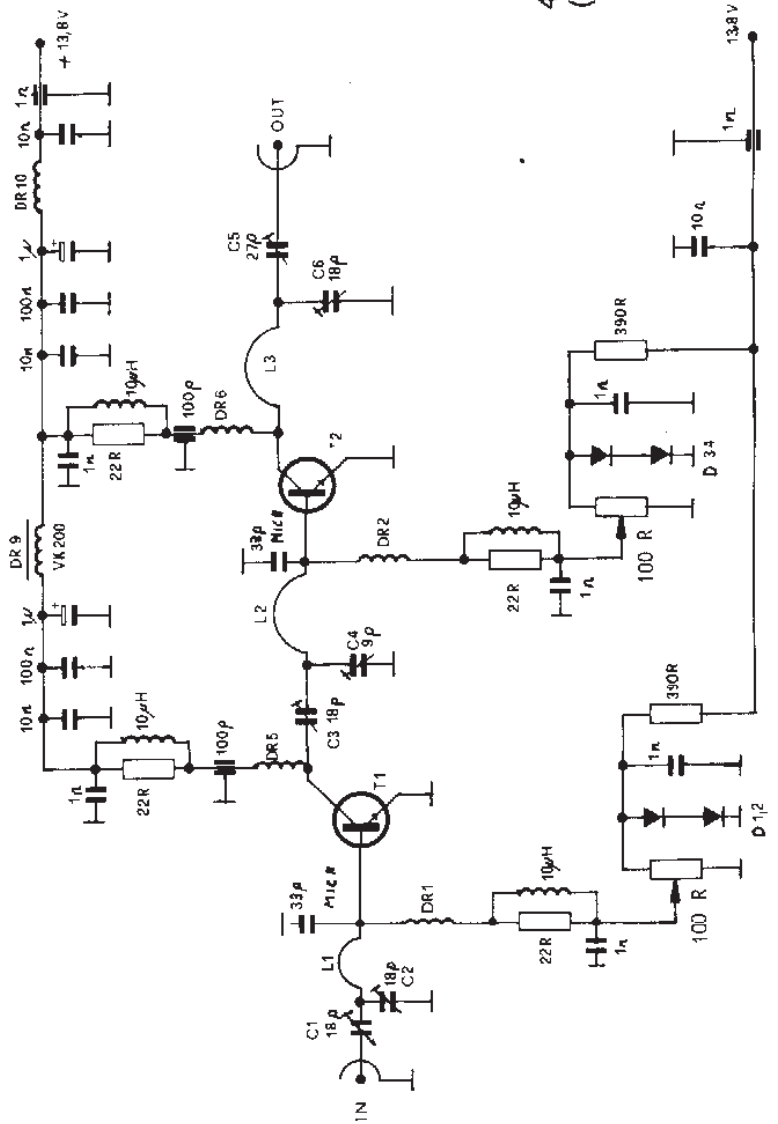 + 13,8V
1n
10n
DR10
1µ
+
100n
10n
DR9
VK200
1µ
+
100n
10n
OUT
C5
27p
C6
18p
L3
10µH
1n
22R
100p
DR6
T2
33p
MICA
L2
C4
9p
C3 18p
10µH
1n
22R
100p
DR5
T1
33p
MICA
L1
C1
18p
18p
C2
1N
DR1
10µH
22R
1n
100 R
D 1,2
1n
390R
DR2
10µH
22R
1n
100 R
D 34
1n
390R
10n
1n
13,8V
4
(